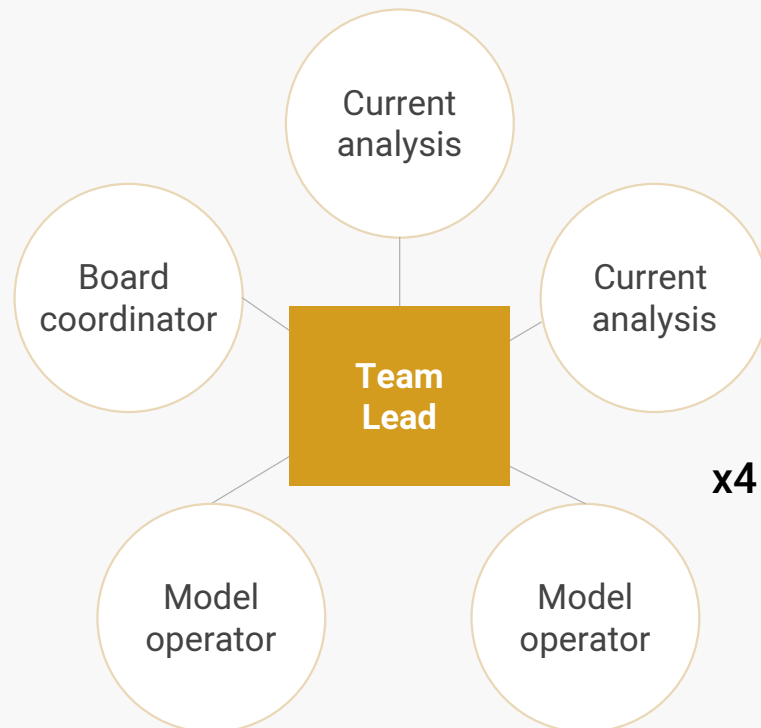 Current
analysis
Board
coordinator
Current
analysis
Team
Lead
x4
Model
operator
Model
operator